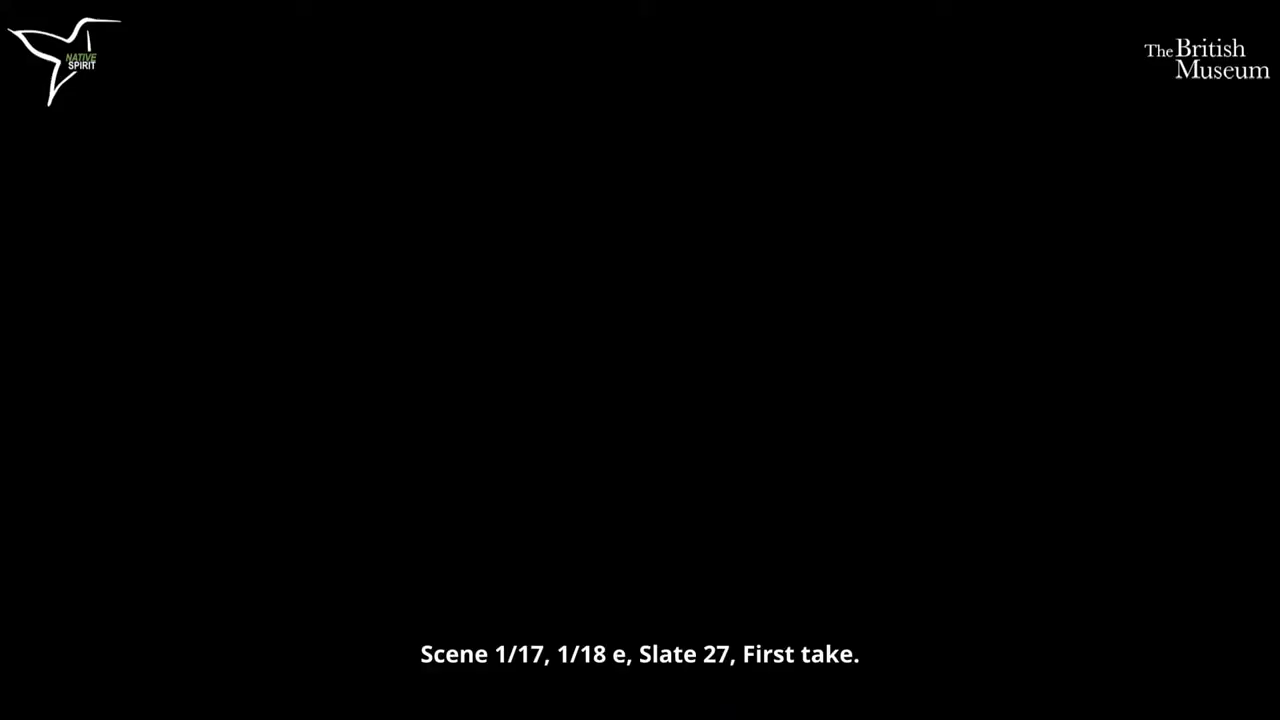 NATIVE
SPIRIT
The British
Museum
Scene 1/17, 1/18 e, Slate 27, First take.